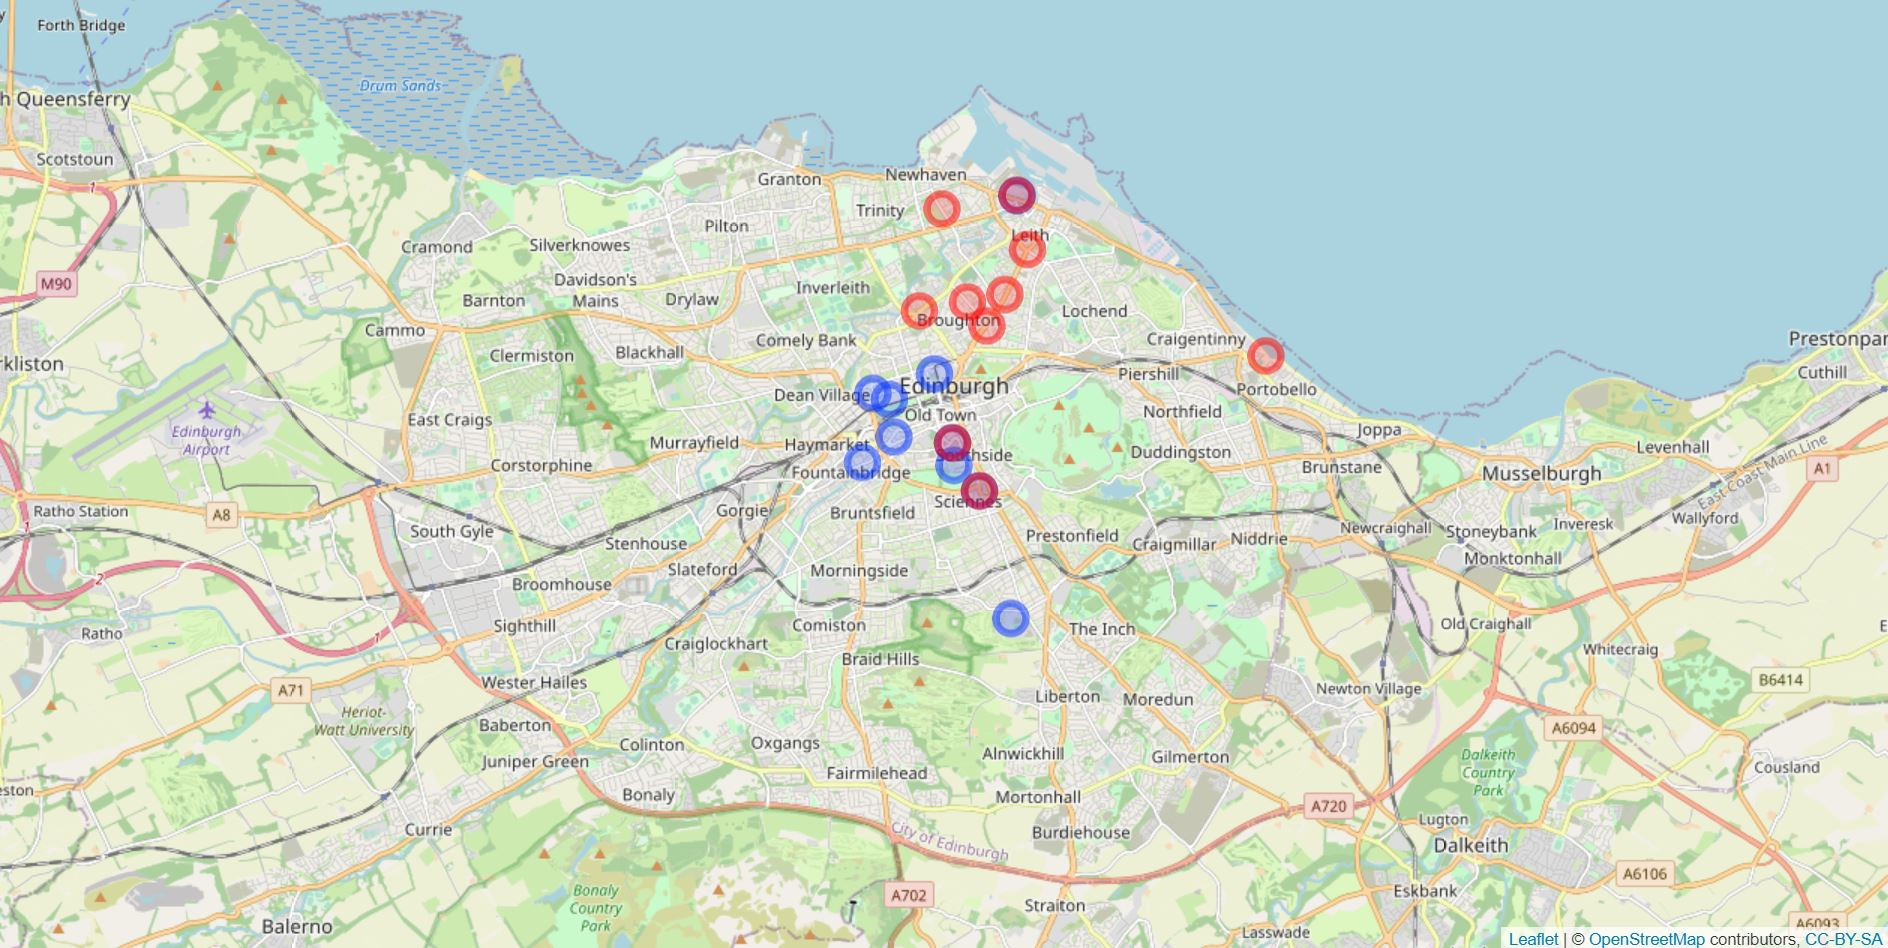 Forth Bridge
h Queensferry
Drum Sands
Scotstoun
1
Granton
Newhaven
Trinity
Pilton
Leith
Cramond
Silverknowes
M90
Davidson's
Mains
Drylaw
Inverleith
Barnton
Broughton
Lochend
Cammo
Comely Bank
Craigentinny
Prestonpar
Clermiston
Blackhall
rkliston
Piershill
Portobello
Cuthill
Edinburgh
Dean Village
Old Town
East Craigs
Northfield
Edinburgh
Airport
Joppa
Murrayfield
Haymarket
Southside
Duddingston
Levenhall
Corstorphine
Fountainbridge
Brunstane
Musselburgh
East Coast Main Line
A1
Sciennes
Ratho Station
A8
Gorgie
Bruntsfield
1
South Gyle
Prestonfield
Newcraighall
Stoneybank
Inveresk
Wallyford
Stenhouse
Craigmillar
Niddrie
Monktonhall
2
Broomhouse
Slateford
Morningside
Ratho
1
Sighthill
Comiston
The Inch
Old Craighall
E
Craiglockhart
Whitecraig
Braid Hills
A71
Wester Hailes
Liberton
Moredun
Newton Village
B6414
Heriot-
Watt University
Baberton
A6094
Colinton
Oxgangs
Alnwickhill
Gilmerton
Dalkeith
Country
Park
Juniper Green
Fairmilehead
Cousland
eston
Bonaly
Mortonhall
A720
Currie
City of Edinburgh
Burdiehouse
Lugton
Dalkeith
A6106
Bonaly
Country
Park
A702
Eskbank
Straiton
Balerno
Lasswade
A6093
Leaflet | © OpenStreetMap contributors, CC-BY-SA